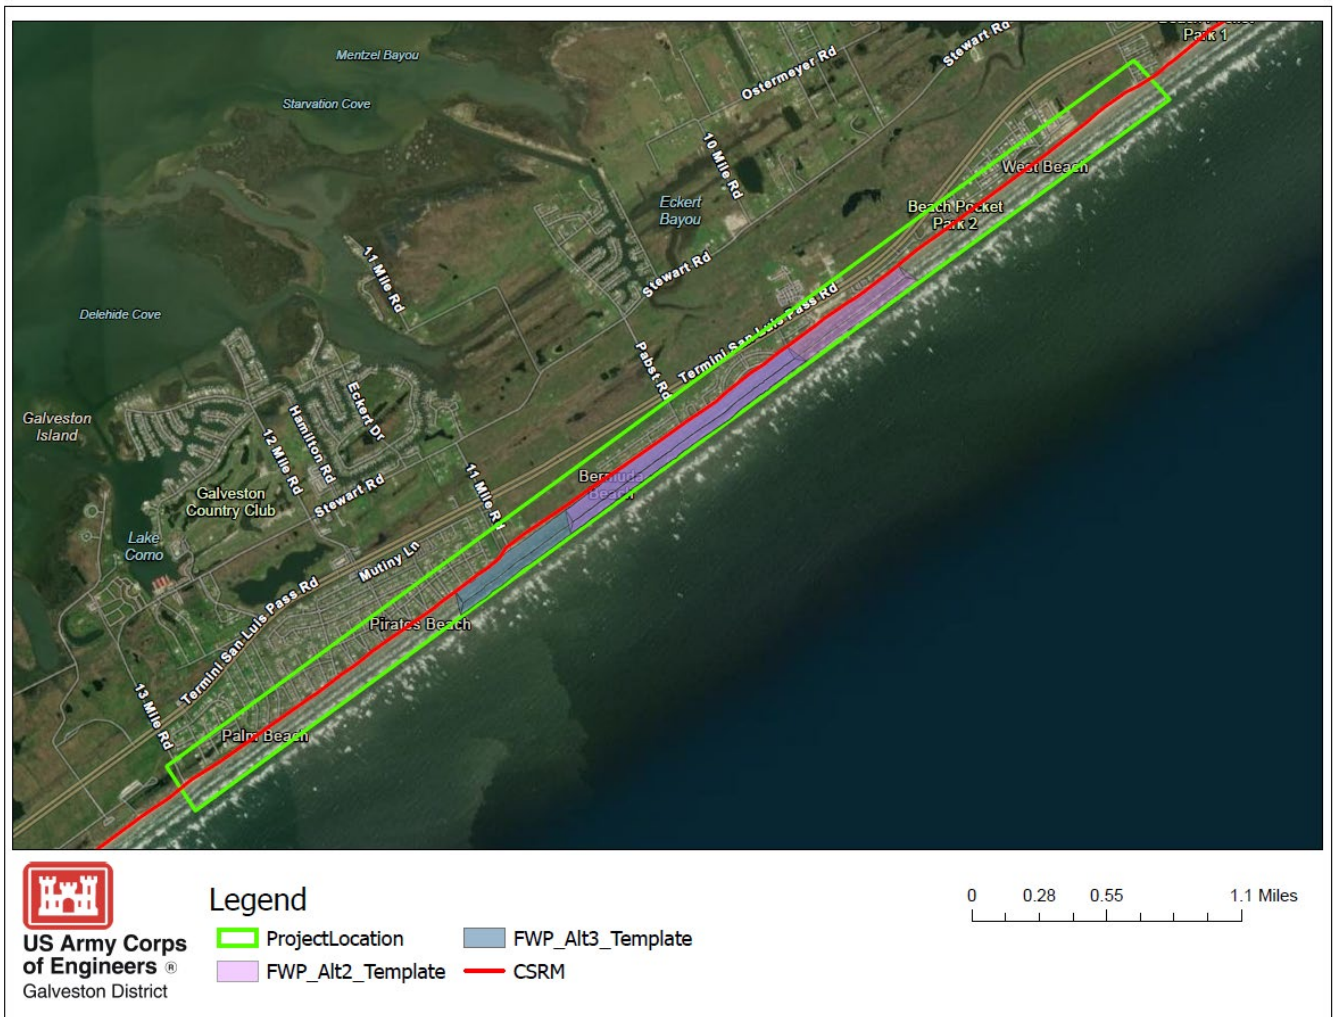 Beach Pocket
Park 1
Mentzel Bayou
Stewart Rd
Ostermeyer Rd
Starvation Cove
10 Mile Rd
West Beach
Eckert
Bayou
Beach Pocket
Park 2
11 Mile Rd
Stewart Rd
Delehide Cove
Termini San Luis Pass Rd
Pabst Rd
Galveston
Island
Eckert Dr
Hamilton Rd
12 Mile Rd
11 Mile Rd
Bermuda
Beach
Stewart Rd
Galveston
Country Club
Lake
Como
Mutiny Ln
Termini San Luis Pass Rd
Pirates Beach
13 Mile Rd
Palm Beach
US Army Corps
of Engineers ®
Galveston District
Legend
ProjectLocation
FWP_Alt3_Template
FWP_Alt2_Template
CSRM
0 0.28 0.55 1.1 Miles